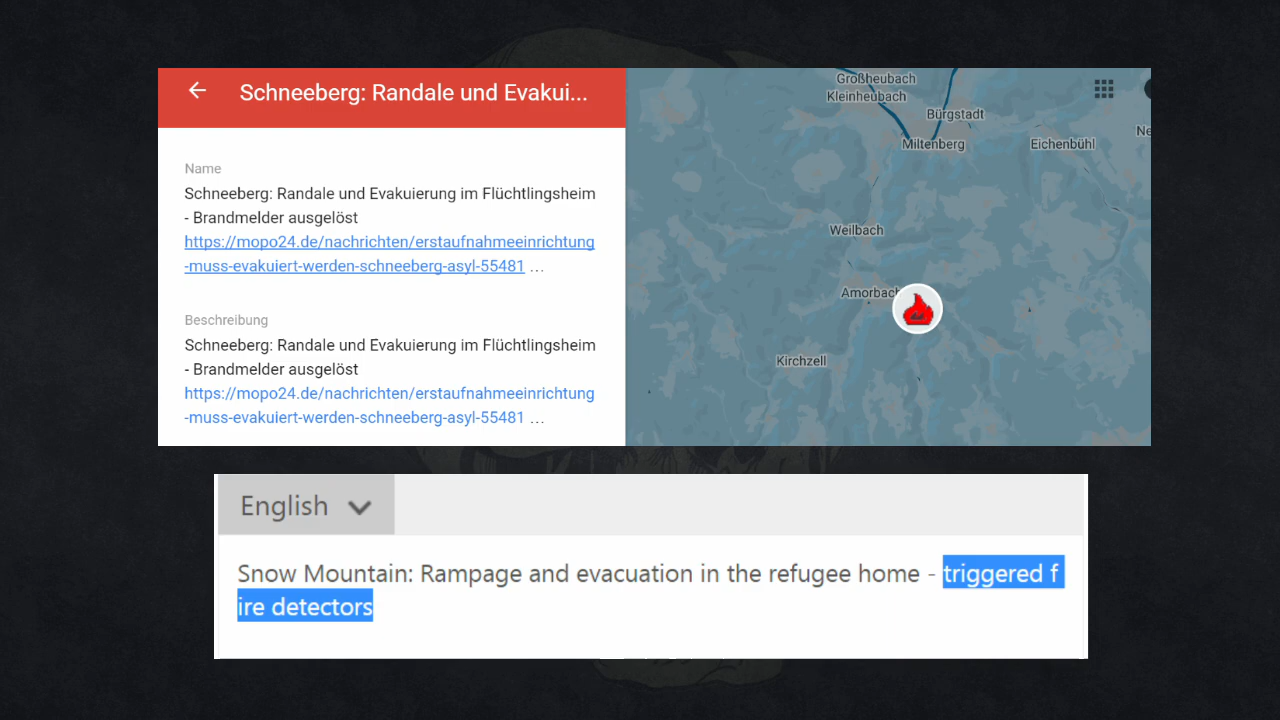 Schneeberg: Randale und Evakui...
Name
Schneeberg: Randale und Evakuierung im Flüchtlingsheim
- Brandmelder ausgelöst
https://mopo24.de/nachrichten/erstaufnahmeeinrichtung
-muss-evakuiert-werden-schneeberg-asyl-55481 …
Beschreibung
Schneeberg: Randale und Evakuierung im Flüchtlingsheim
- Brandmelder ausgelöst
https://mopo24.de/nachrichten/erstaufnahmeeinrichtung
-muss-evakuiert-werden-schneeberg-asyl-55481 …
Großheubach
Kleinheubach
Bürgstadt
Miltenberg
Eichenbühl
Ne
Weilbach
Amorbach
Kirchzell
English
Snow Mountain: Rampage and evacuation in the refugee home - triggered f
ire detectors